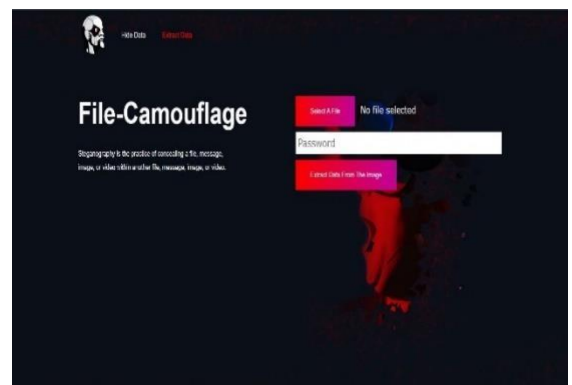 Hide Data
Extract Data
File-Camouflage
Steganography is the practice of concealing a file, message,
image, or video within another file, message, image, or video.
Select A File
No file selected
Password
Extract Data From The Image